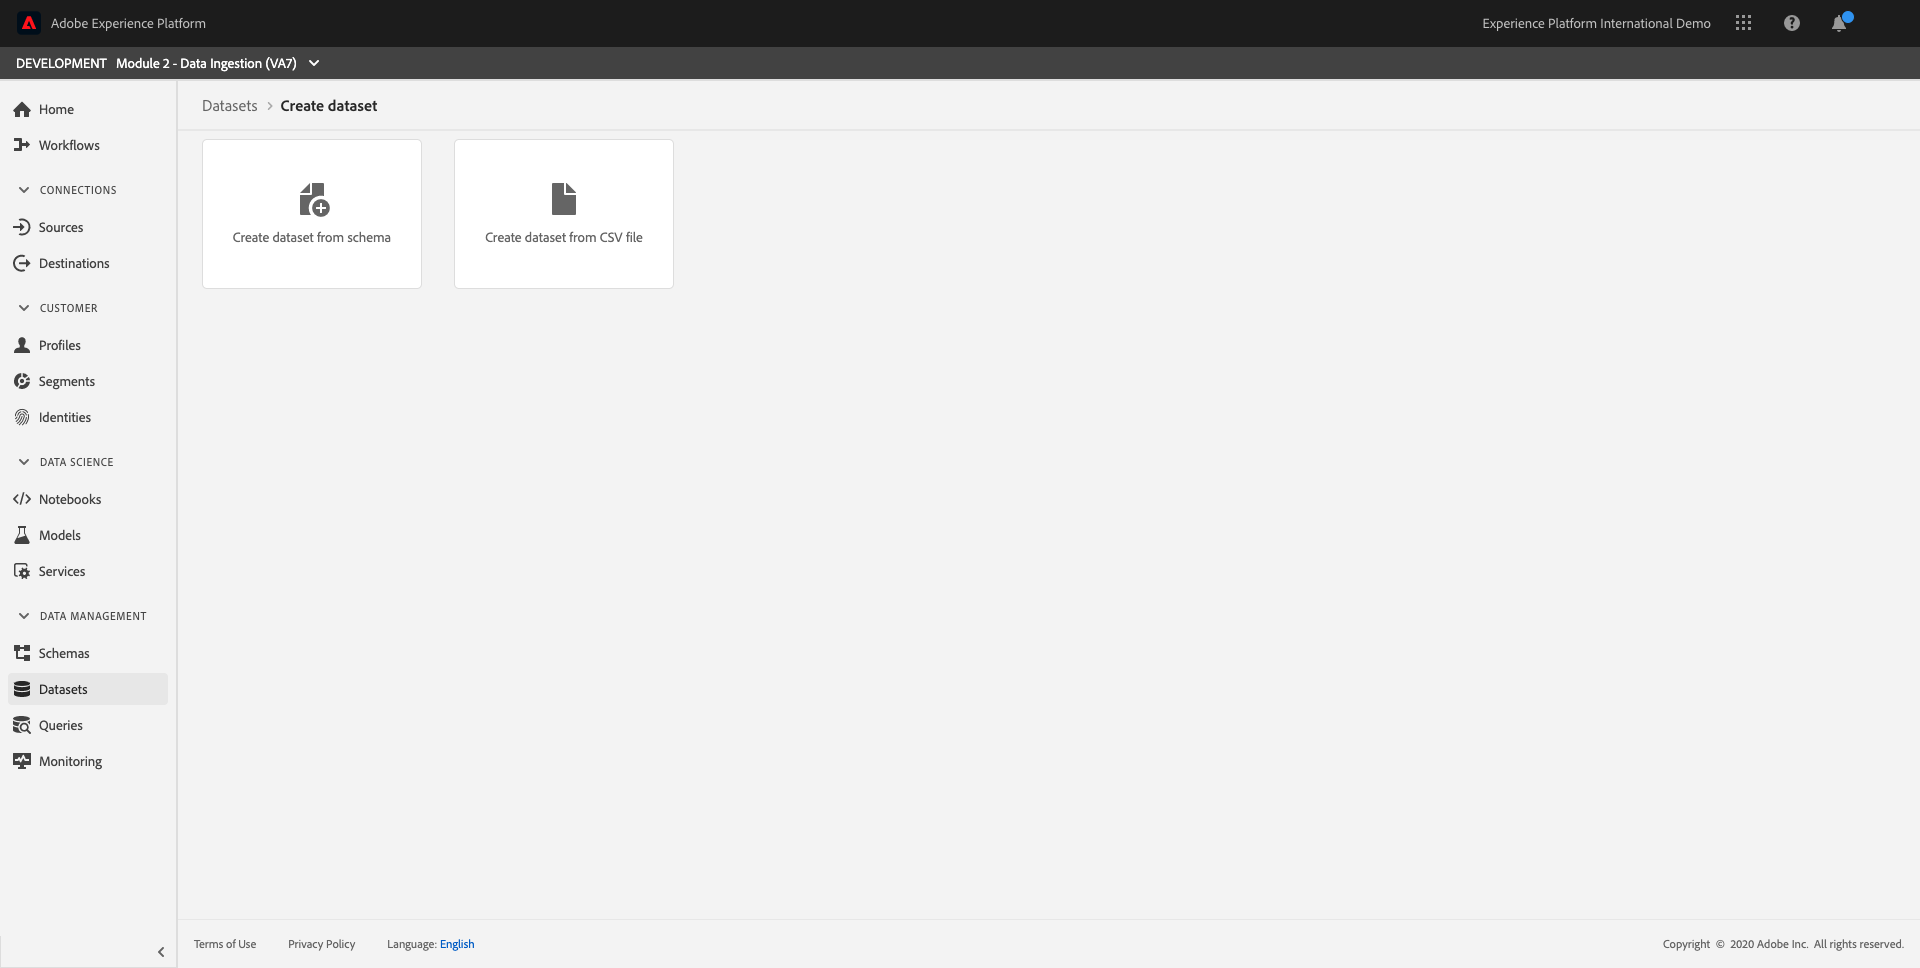 Adobe Experience Platform
Experience Platform International Demo
DEVELOPMENT Module 2 - Data Ingestion (VA7)
Home
Workflows
CONNECTIONS
Sources
Destinations
CUSTOMER
Profiles
Segments
Identities
DATA SCIENCE
Notebooks
Models
Services
DATA MANAGEMENT
Schemas
Datasets
Queries
Monitoring
Datasets > Create dataset
Create dataset from schema
Create dataset from CSV file
Terms of Use
Privacy Policy
Language: English
Copyright © 2020 Adobe Inc. All rights reserved.